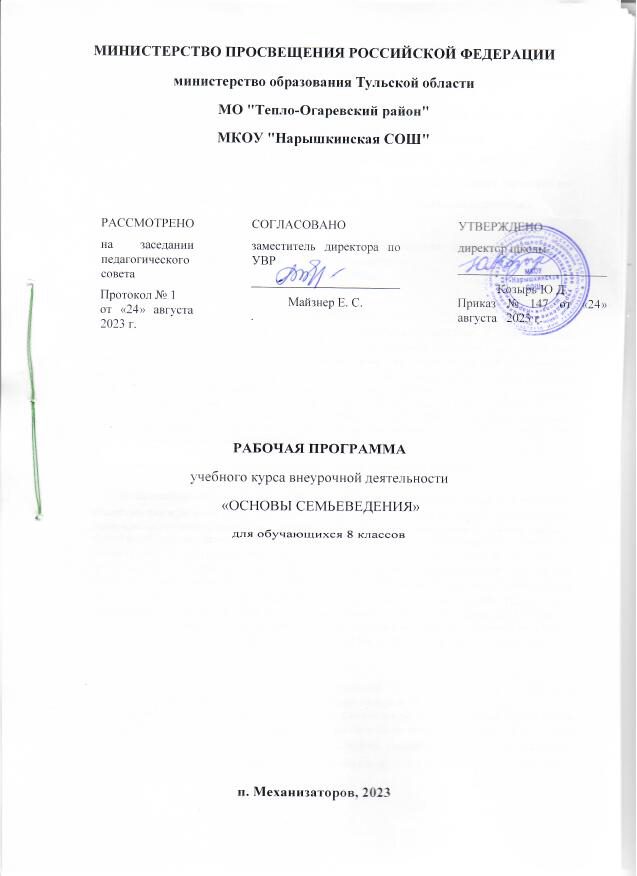 МИНИСТЕРСТВО ПРОСВЕЩЕНИЯ РОССИЙСКОЙ ФЕДЕРАЦИИ
министерство образования Тульской области
МО "Тепло-Огаревский район"
МКОУ "Нарышкинская СОШ"
РАССМОТРЕНО
на заседании
педагогического
совета
Протокол № 1
от «24» августа
2023 г.
СОГЛАСОВАНО
заместитель директора по
УВР
Майзнер Е. С.
УТВЕРЖДЕНО
директор школы
МКОУ
«Нарышкинская
СОШ»
Козырь Ю Д
Приказ № 147 от «24»
августа 2023 г.
РАБОЧАЯ ПРОГРАММА
учебного курса внеурочной деятельности
«ОСНОВЫ СЕМЬЕВЕДЕНИЯ»
для обучающихся 8 классов
п. Механизаторов, 2023